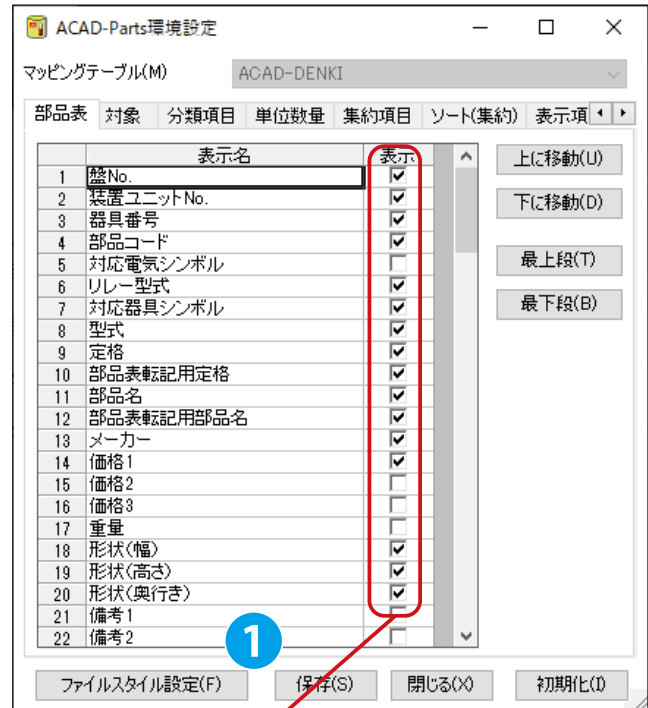 ACAD-Parts環境設定
マッピングテーブル(M) ACAD-DENKI
部品表 対象 分類項目 単位数量 集約項目 ソート(集約) 表示項
表示名 表示
1 盤No.
2 装置ユニットNo.
3 器具番号
4 部品コード
5 対応電気シンボル
6 リレー型式
7 対応器具シンボル
8 型式
9 定格
10 部品表転記用定格
11 部品名
12 部品表転記用部品名
13 メーカー
14 価格1
15 価格2
16 価格3
17 重量
18 形状(幅)
19 形状(高さ)
20 形状(奥行き)
21 備考1
22 備考2
上に移動(U)
下に移動(D)
最上段(T)
最下段(B)
1
ファイルスタイル設定(F) 保存(S) 閉じる(X) 初期化(I)